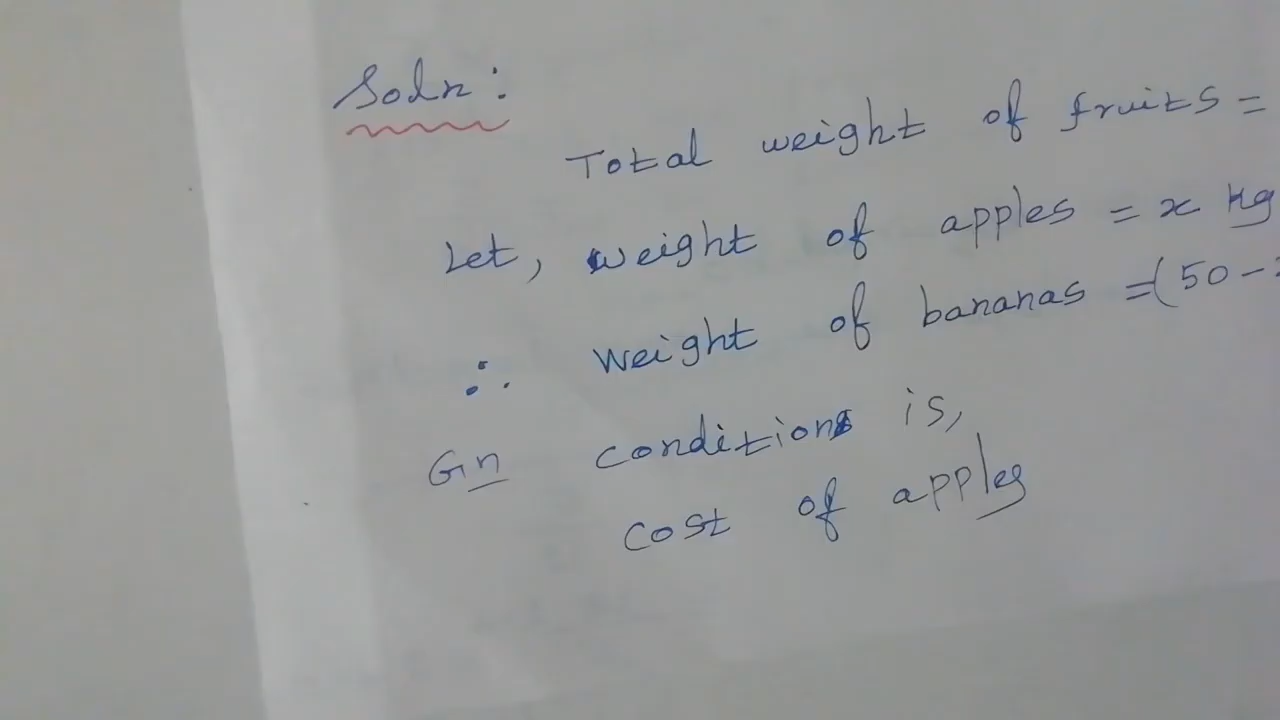 Soln:
Total weight of fruits =
Let, weight of apples = x kg
∴ Weight of bananas = (50 -
Gn conditions is,
cost of apples